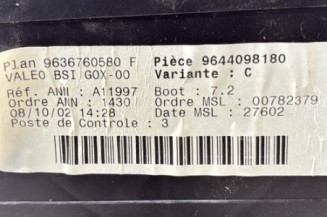 Plan 9636760580 F Pièce 9644098180
VALEO BSI G0X-00 Variante : C
Réf. ANN : A11997 Boot : 7.2
Ordre ANN : 1430 Ordre MSL : 00782379
08/10/02 14:28 Date MSL : 27602
Poste de Controle : 3